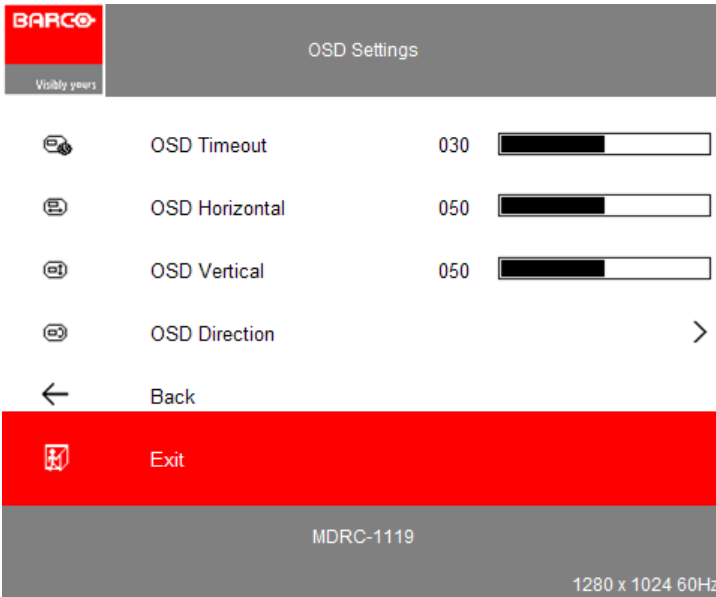 BARCO
Visibly yours
OSD Settings
OSD Timeout 030
OSD Horizontal 050
OSD Vertical 050
OSD Direction >
← Back
Exit
MDRC-1119
1280 x 1024 60Hz